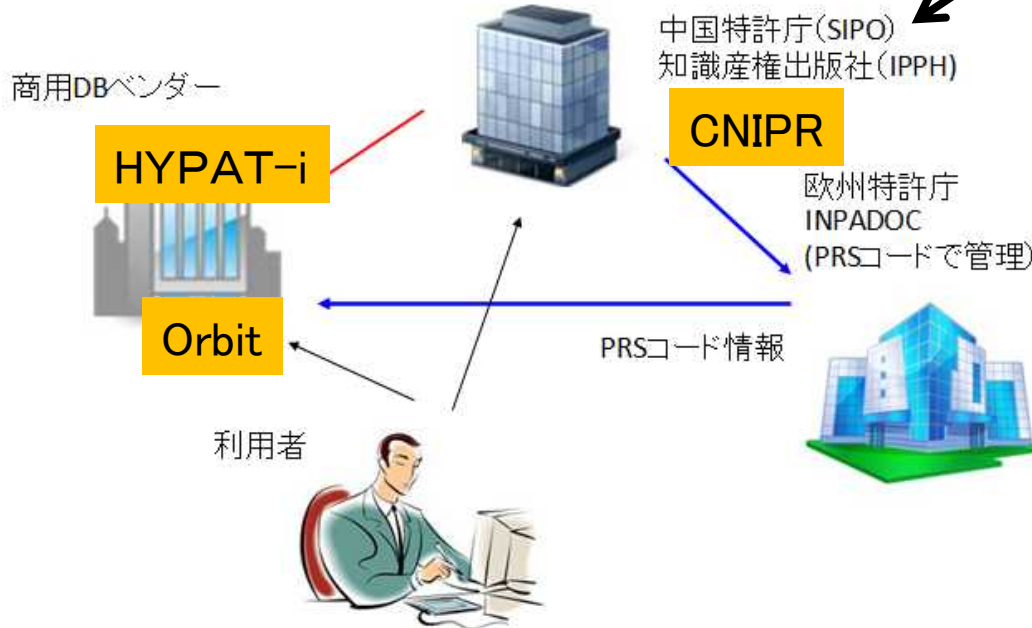 中国特許庁(SIPO)
知識産権出版社(IPPH)
商用DBベンダー
CNIPR
HYPAT-i
欧州特許庁
INPADOC
(PRSコードで管理)
Orbit
PRSコード情報
利用者